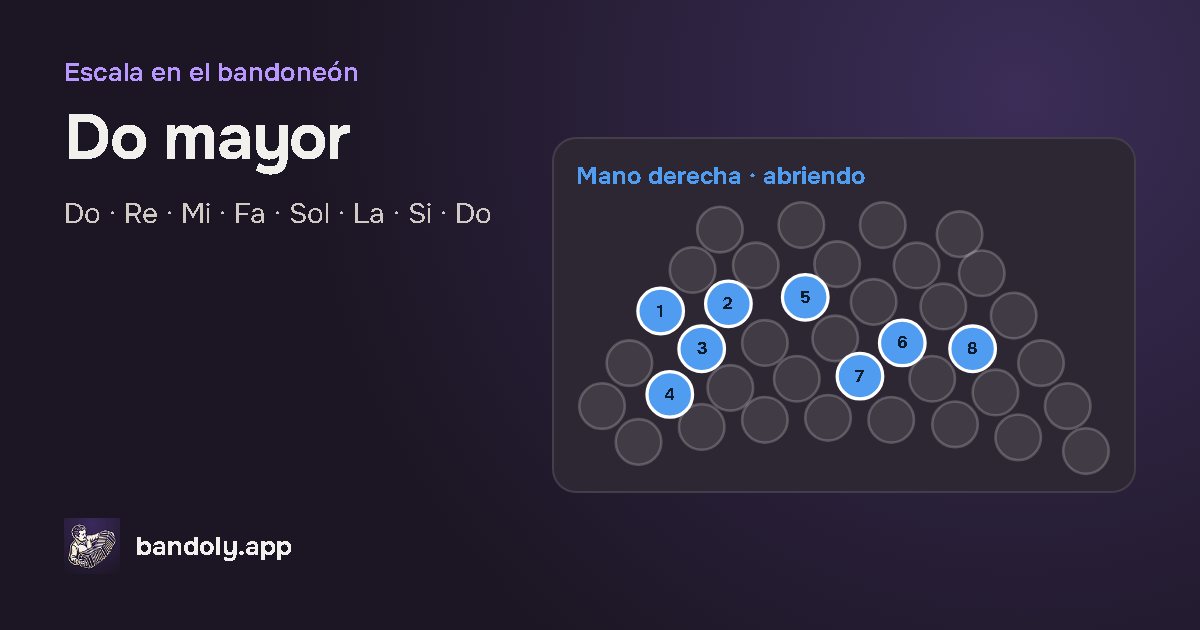 Escala en el bandoneón
Do mayor
Do · Re · Mi · Fa · Sol · La · Si · Do
Mano derecha · abriendo
5
2
1
6
3
8
7
4
bandoly.app